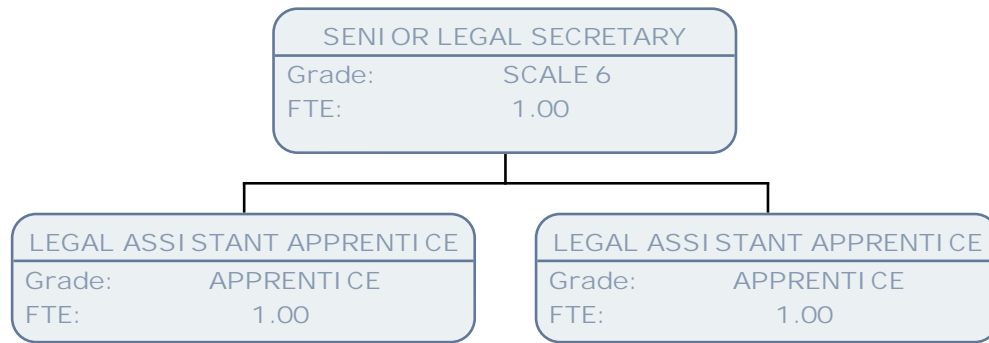 SENIOR LEGAL SECRETARY
Grade: SCALE 6
FTE: 1.00
LEGAL ASSISTANT APPRENTICE
Grade: APPRENTICE
FTE: 1.00
LEGAL ASSISTANT APPRENTICE
Grade: APPRENTICE
FTE: 1.00